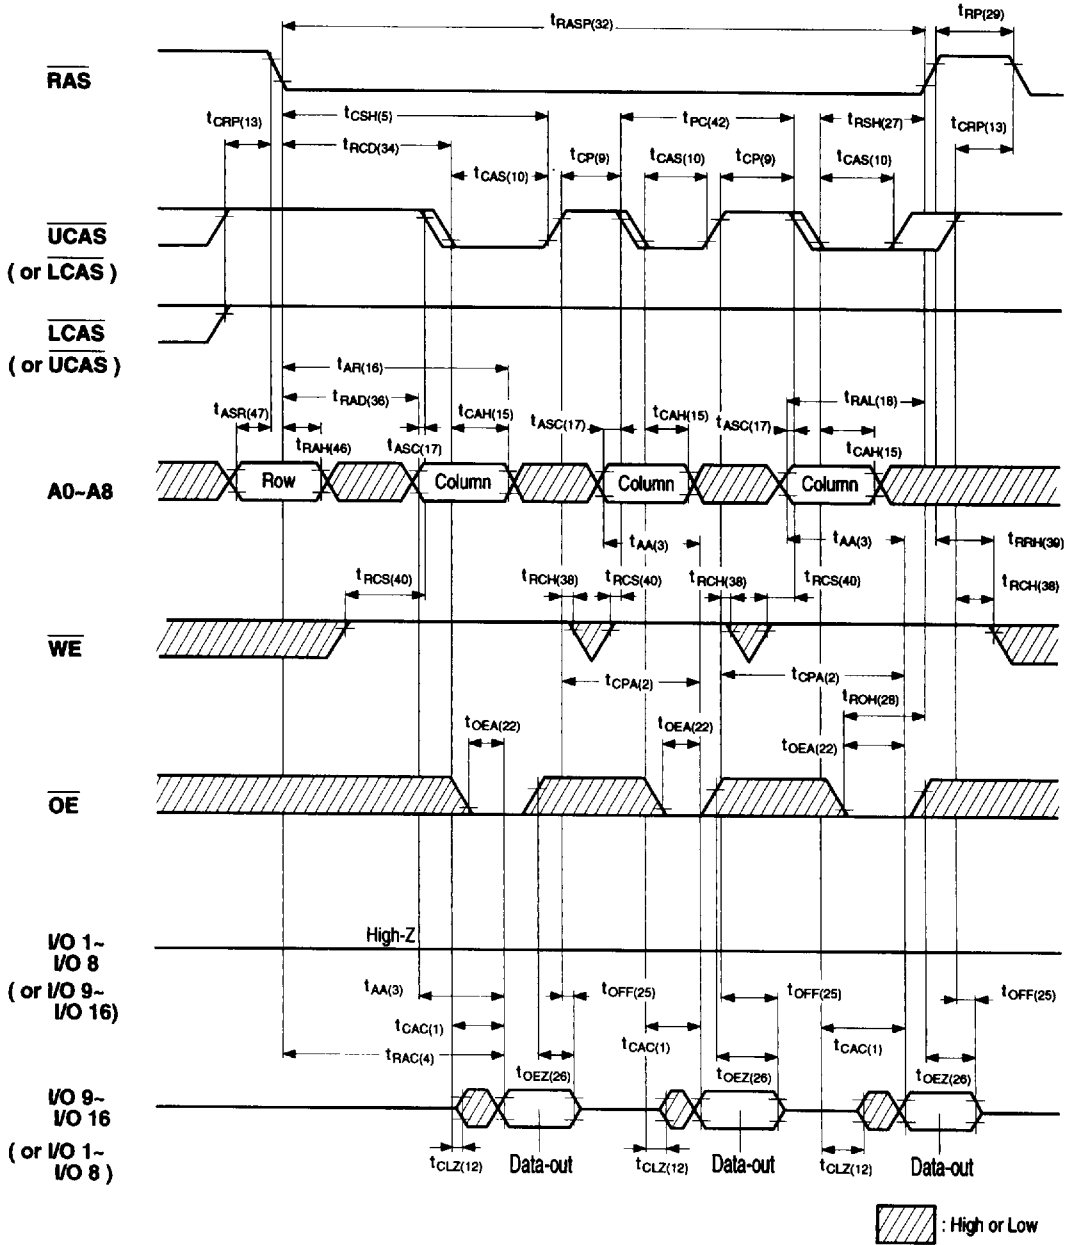 tRASP(32)
tRP(29)
RAS
tCRP(13)
tCSH(5)
tPC(42)
tRSH(27)
tCRP(13)
tRCD(34)
tCP(9)
tCAS(10)
tCP(9)
tCAS(10)
tCAS(10)
UCAS
( or LCAS )
LCAS
( or UCAS )
tAR(16)
tRAD(36)
tRAL(18)
tASR(47)
tCAH(15)
tASC(17)
tCAH(15)
tASC(17)
tRAH(46)
tASC(17)
tCAH(15)
A0~A8
Row
Column
Column
Column
tAA(3)
tAA(3)
tRRH(39)
tRCS(40)
tRCH(38)
tRCS(40)
tRCH(38)
tRCS(40)
tRCH(38)
WE
tCPA(2)
tCPA(2)
tROH(28)
tOEA(22)
tOEA(22)
tOEA(22)
OE
I/O 1~
I/O 8
High-Z
( or I/O 9~
I/O 16)
tAA(3)
tOFF(25)
tOFF(25)
tOFF(25)
tCAC(1)
tCAC(1)
tCAC(1)
tRAC(4)
tOEZ(26)
tOEZ(26)
tOEZ(26)
I/O 9~
I/O 16
( or I/O 1~
I/O 8 )
tCLZ(12)
Data-out
tCLZ(12)
Data-out
tCLZ(12)
Data-out
: High or Low